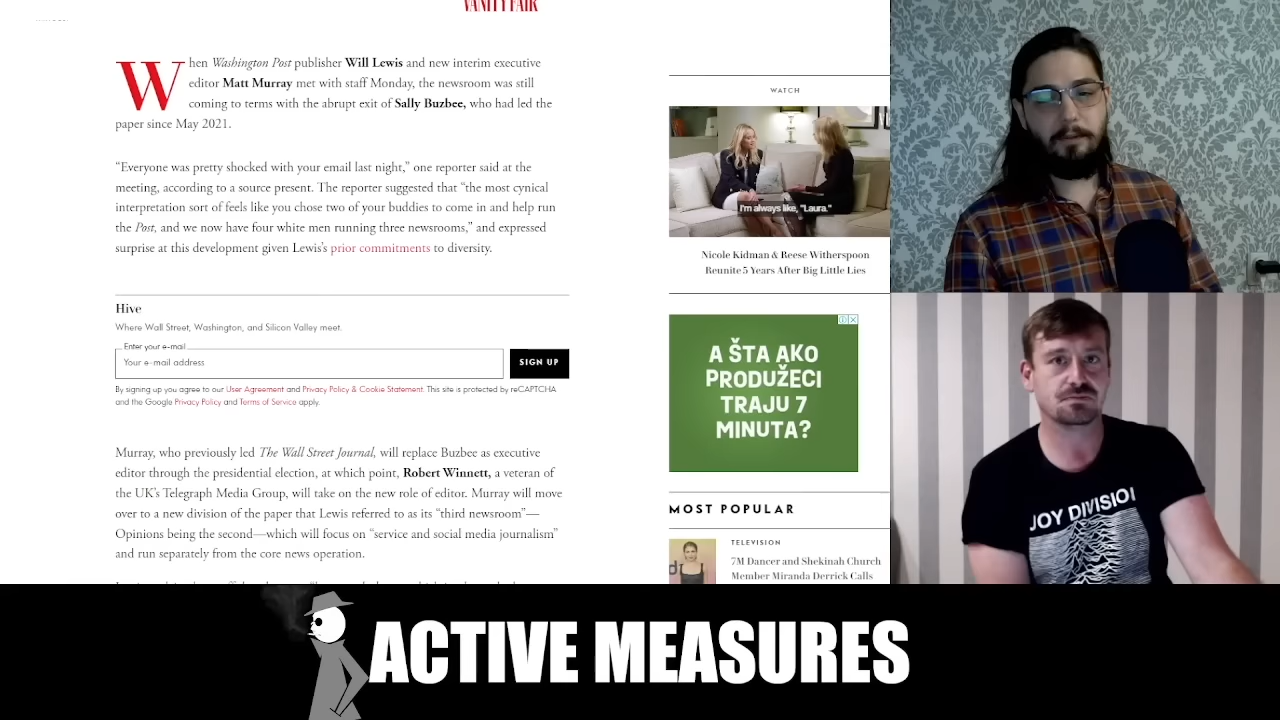 VANITY FAIR
When Washington Post publisher Will Lewis and new interim executive
editor Matt Murray met with staff Monday, the newsroom was still
coming to terms with the abrupt exit of Sally Buzbee, who had led the
paper since May 2021.
“Everyone was pretty shocked with your email last night,” one reporter said at the
meeting, according to a source present. The reporter suggested that “the most cynical
interpretation sort of feels like you chose two of your buddies to come in and help run
the Post, and we now have four white men running three newsrooms,” and expressed
surprise at this development given Lewis’s prior commitments to diversity.
Hive
Where Wall Street, Washington, and Silicon Valley meet.
Enter your e-mail
Your e-mail address
SIGN UP
By signing up you agree to our User Agreement and Privacy Policy & Cookie Statement. This site is protected by reCAPTCHA
and the Google Privacy Policy and Terms of Service apply.
Murray, who previously led The Wall Street Journal, will replace Buzbee as executive
editor through the presidential election, at which point, Robert Winnett, a veteran of
the UK’s Telegraph Media Group, will take on the new role of editor. Murray will move
over to a new division of the paper that Lewis referred to as its “third newsroom”—
Opinions being the second—which will focus on “service and social media journalism”
and run separately from the core news operation.
WATCH
I'm always like, "Laura."
Nicole Kidman & Reese Witherspoon
Reunite 5 Years After Big Little Lies
A ŠTA AKO
PRODUŽECI
TRAJU 7
MINUTA?
MOST POPULAR
TELEVISION
7M Dancer and Shekinah Church
Member Miranda Derrick Calls
JOY DIVISION
ACTIVE MEASURES